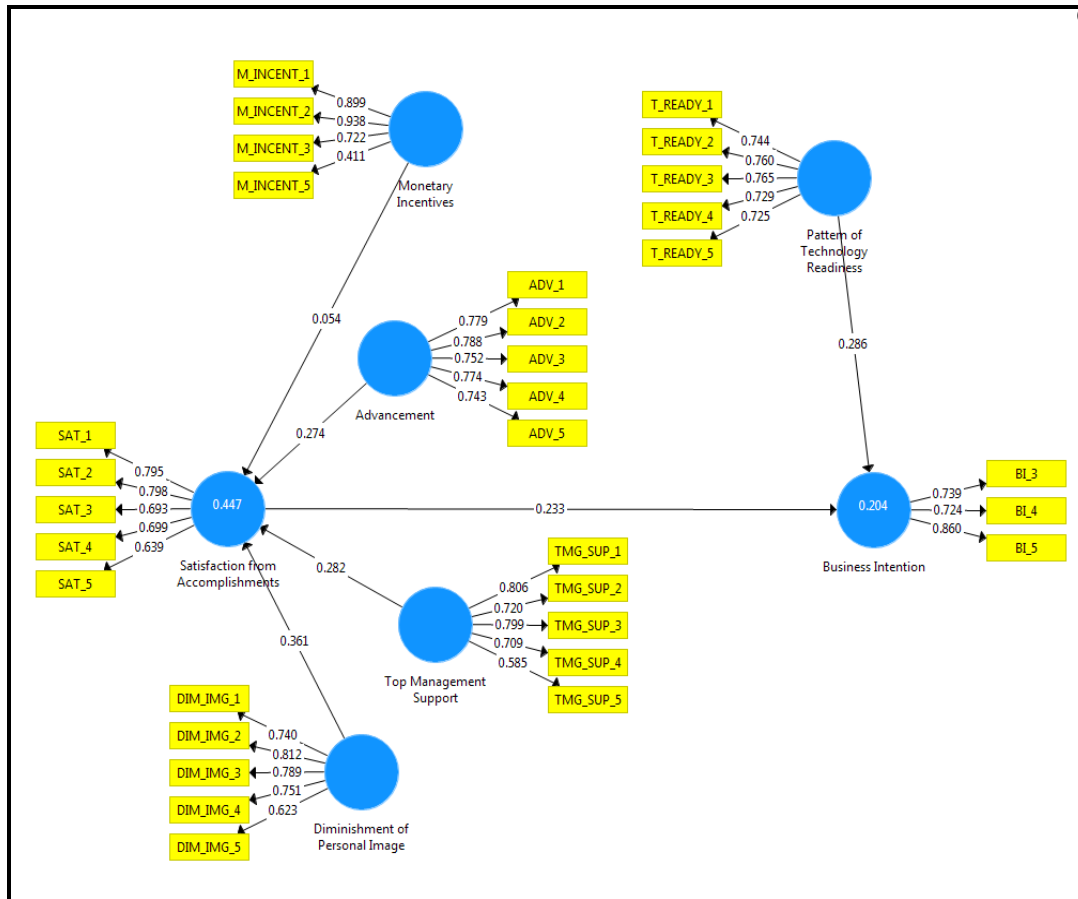 M_INCENT_1
M_INCENT_2
M_INCENT_3
M_INCENT_5
0.899
0.938
0.722
0.411
Monetary
Incentives
T_READY_1
T_READY_2
T_READY_3
T_READY_4
T_READY_5
0.744
0.760
0.765
0.729
0.725
Pattern of
Technology
Readiness
0.054
0.286
ADV_1
ADV_2
ADV_3
ADV_4
ADV_5
0.779
0.788
0.752
0.774
0.743
Advancement
0.274
SAT_1
SAT_2
SAT_3
SAT_4
SAT_5
0.795
0.798
0.693
0.699
0.639
0.447
Satisfaction from
Accomplishments
0.233
0.204
Business Intention
0.739
0.724
0.860
BI_3
BI_4
BI_5
0.282
TMG_SUP_1
TMG_SUP_2
TMG_SUP_3
TMG_SUP_4
TMG_SUP_5
0.806
0.720
0.799
0.709
0.585
Top Management
Support
0.361
DIM_IMG_1
DIM_IMG_2
DIM_IMG_3
DIM_IMG_4
DIM_IMG_5
0.740
0.812
0.789
0.751
0.623
Diminishment of
Personal Image